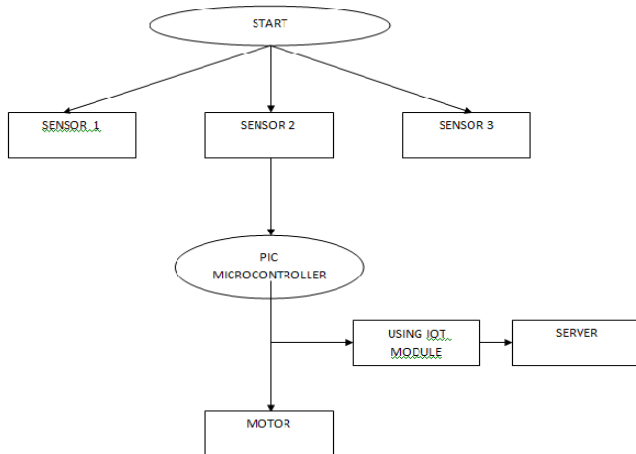 START
SENSOR 1
SENSOR 2
SENSOR 3
PIC
MICROCONTROLLER
USING IOT
MODULE
SERVER
MOTOR